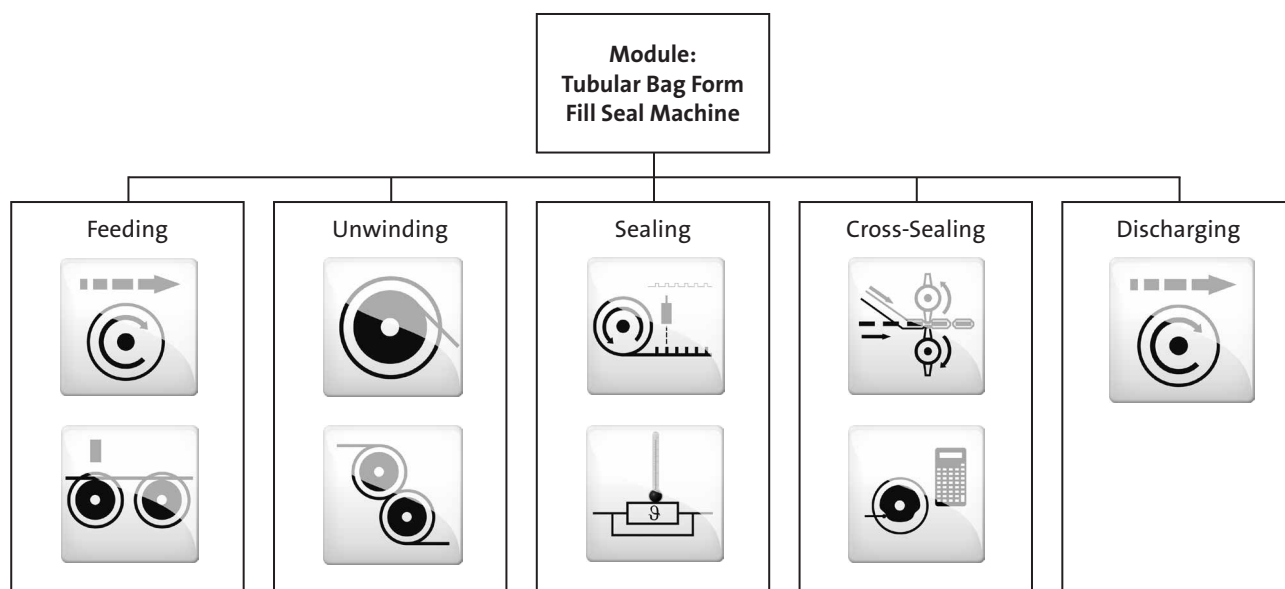 Module:
Tubular Bag Form
Fill Seal Machine
Feeding
Unwinding
Sealing
Cross-Sealing
Discharging
ϑ